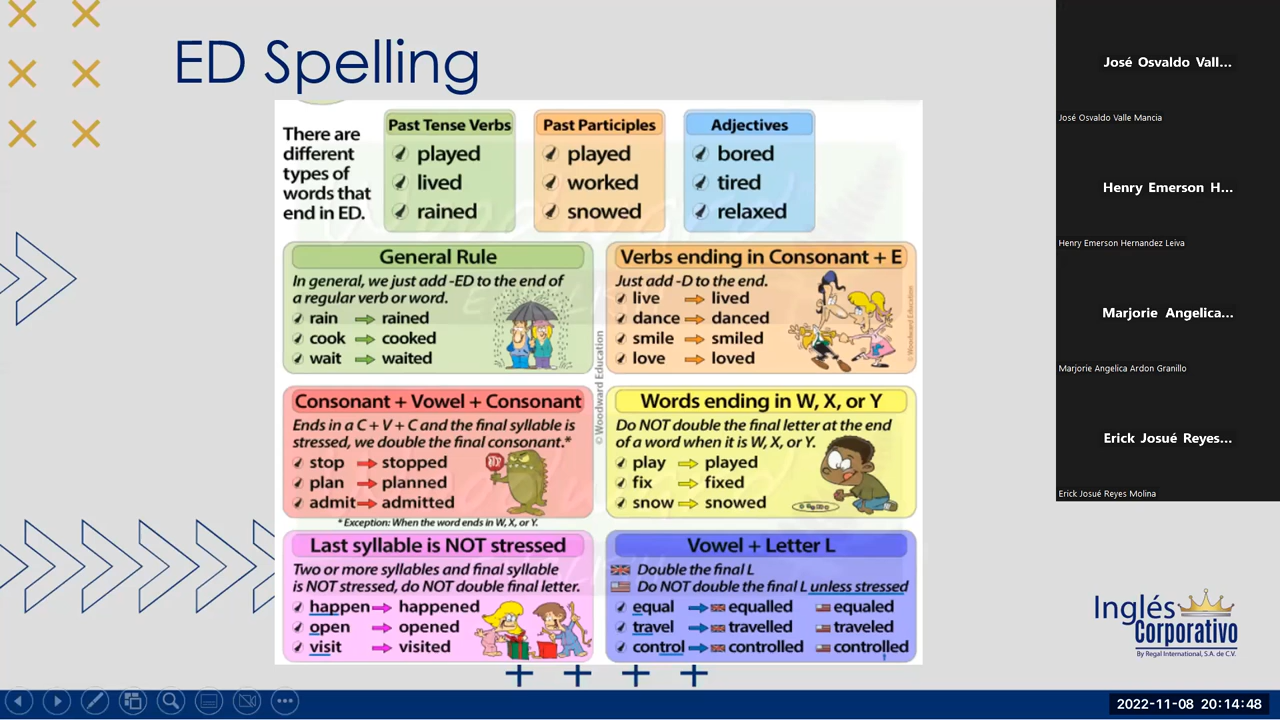 ED Spelling
There are
different
types of
words that
end in ED.
Past Tense Verbs
played
lived
rained
Past Participles
played
worked
snowed
Adjectives
bored
tired
relaxed
General Rule
In general, we just add -ED to the end of
a regular verb or word.
rain rained
cook cooked
wait waited
Verbs ending in Consonant + E
Just add -D to the end.
live lived
dance danced
smile smiled
love loved
© Woodward Education
© Woodward Education
Consonant + Vowel + Consonant
Ends in a C + V + C and the final syllable is
stressed, we double the final consonant.*
stop stopped
plan planned
admit admitted
* Exception: When the word ends in W, X, or Y.
Words ending in W, X, or Y
Do NOT double the final letter at the end
of a word when it is W, X, or Y.
play played
fix fixed
snow snowed
Last syllable is NOT stressed
Two or more syllables and final syllable
is NOT stressed, do NOT double final letter.
happen happened
open opened
visit visited
Vowel + Letter L
Double the final L
Do NOT double the final L unless stressed
equal equalled equaled
travel travelled traveled
control controlled controlled
José Osvaldo Vall...
José Osvaldo Valle Mancia
Henry Emerson H...
Henry Emerson Hernandez Leiva
Marjorie Angelica...
Marjorie Angelica Ardon Granillo
Erick Josué Reyes...
Erick Josué Reyes Molina
Inglés
Corporativo
By Regal International, S.A. de C.V.
2022-11-08 20:14:48